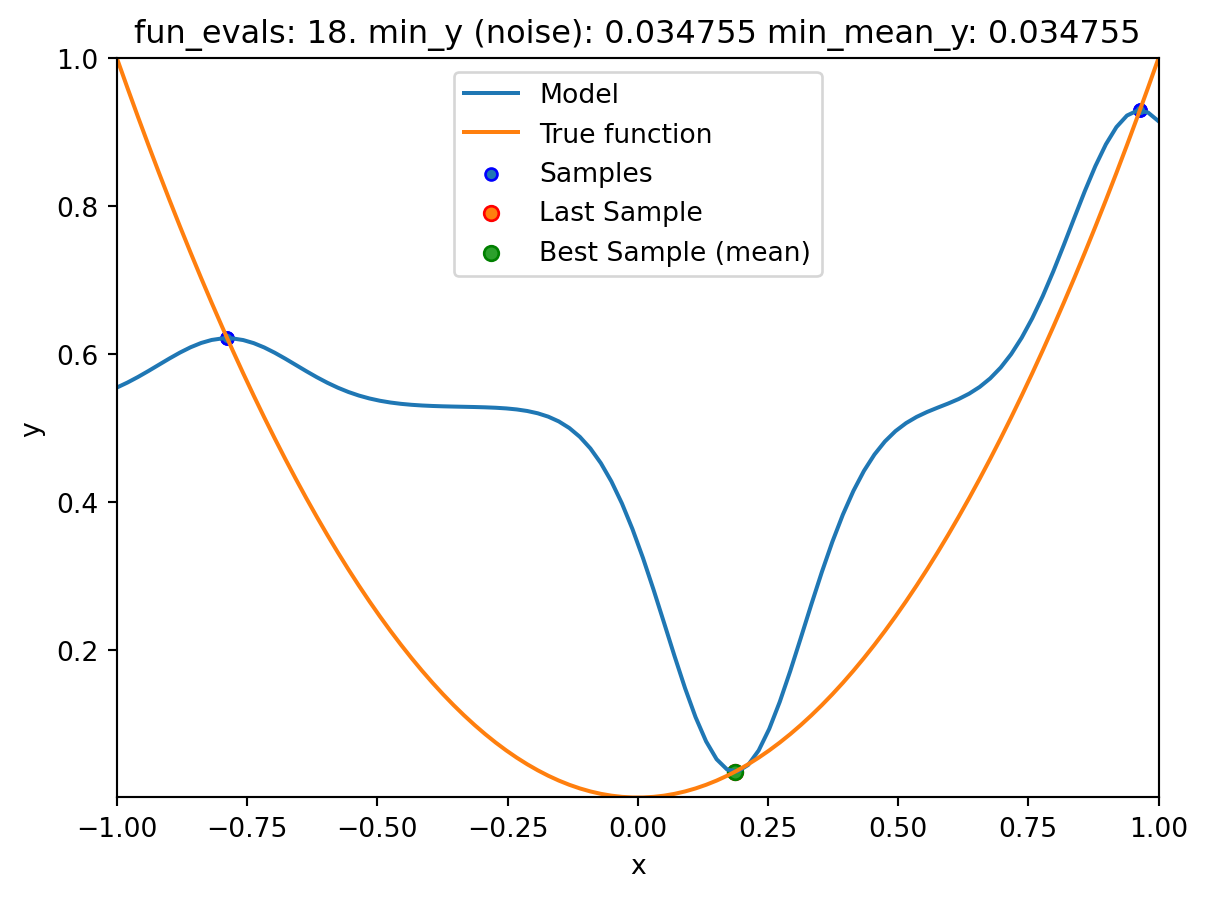 fun_evals: 18. min_y (noise): 0.034755 min_mean_y: 0.034755
Model
True function
Samples
Last Sample
Best Sample (mean)
1.0
0.8
0.6
0.4
0.2
y
−1.00 −0.75 −0.50 −0.25 0.00 0.25 0.50 0.75 1.00
x